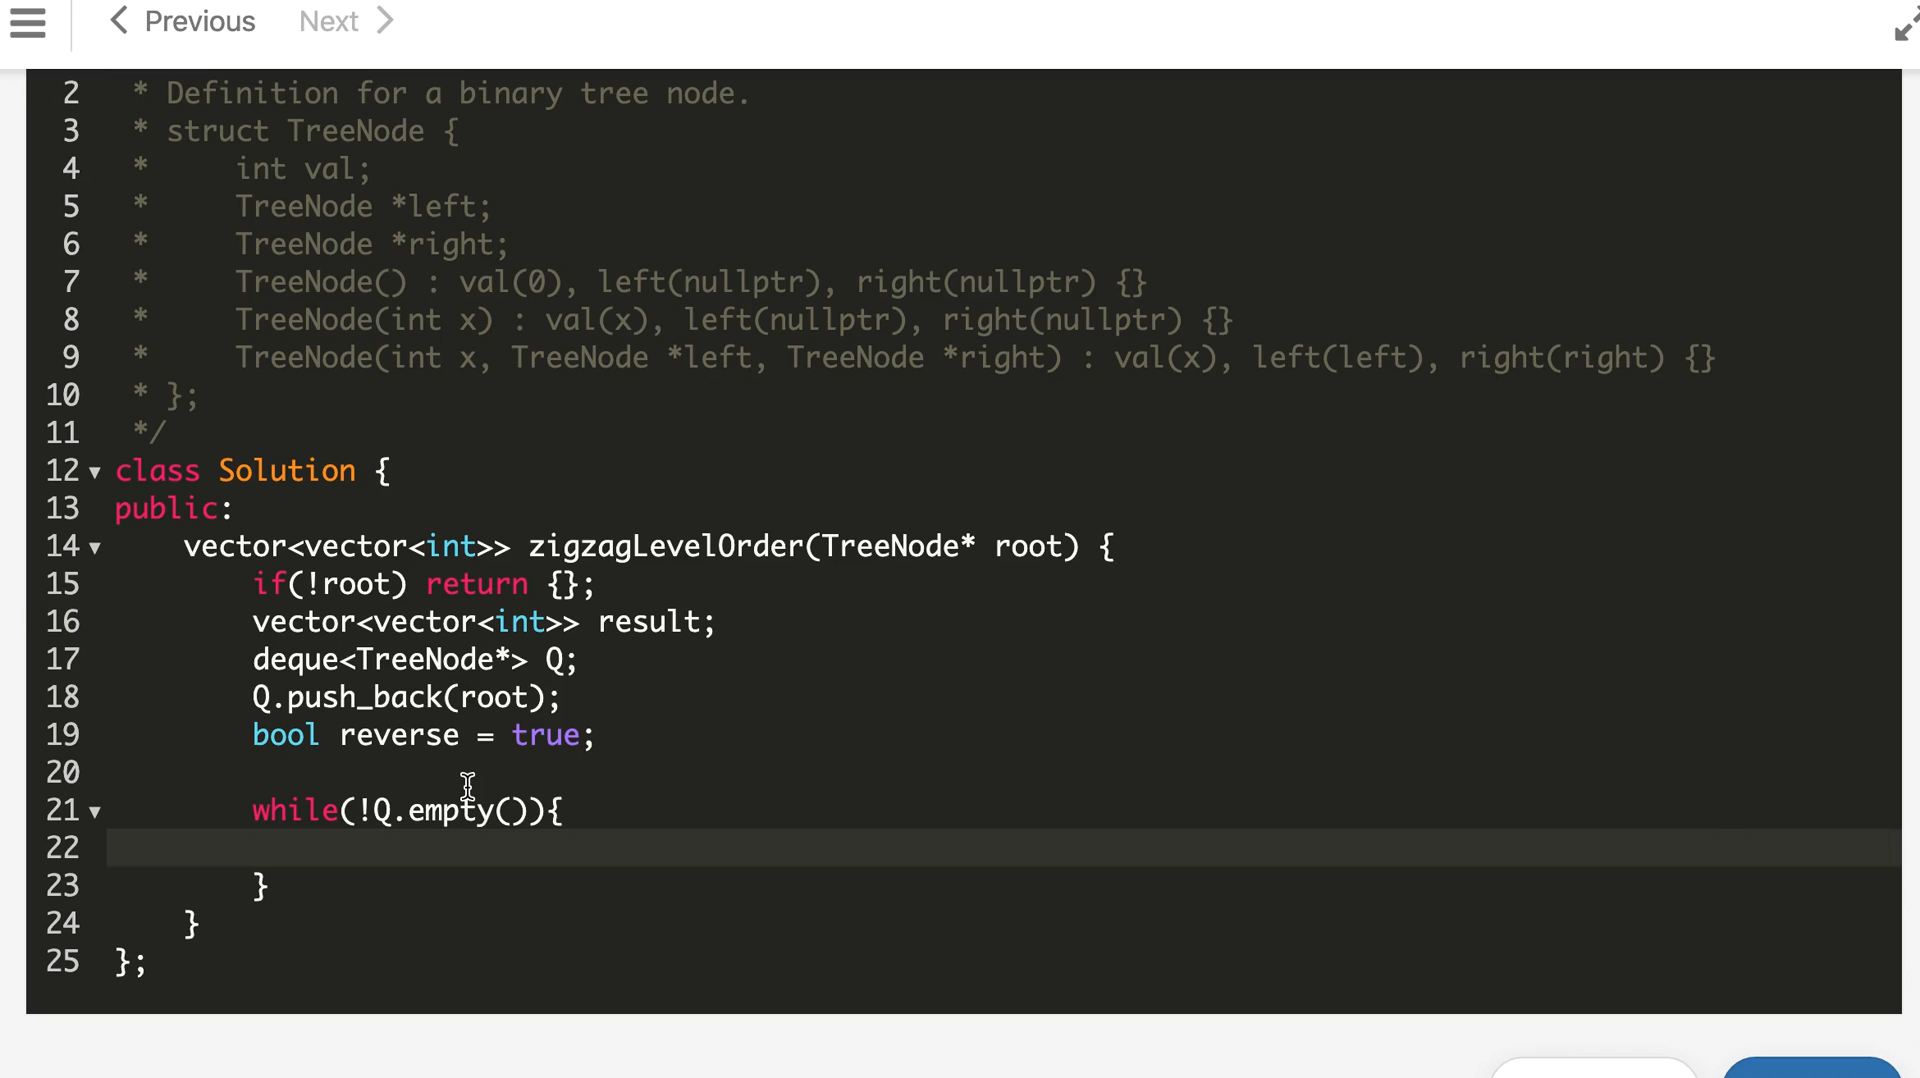 Previous Next
2 * Definition for a binary tree node.
3 * struct TreeNode {
4 *     int val;
5 *     TreeNode *left;
6 *     TreeNode *right;
7 *     TreeNode() : val(0), left(nullptr), right(nullptr) {}
8 *     TreeNode(int x) : val(x), left(nullptr), right(nullptr) {}
9 *     TreeNode(int x, TreeNode *left, TreeNode *right) : val(x), left(left), right(right) {}
10 * };
11 */
12 class Solution {
13 public:
14     vector<vector<int>> zigzagLevelOrder(TreeNode* root) {
15         if(!root) return {};
16         vector<vector<int>> result;
17         deque<TreeNode*> Q;
18         Q.push_back(root);
19         bool reverse = true;
20
21         while(!Q.empty()){
22
23         }
24     }
25 };